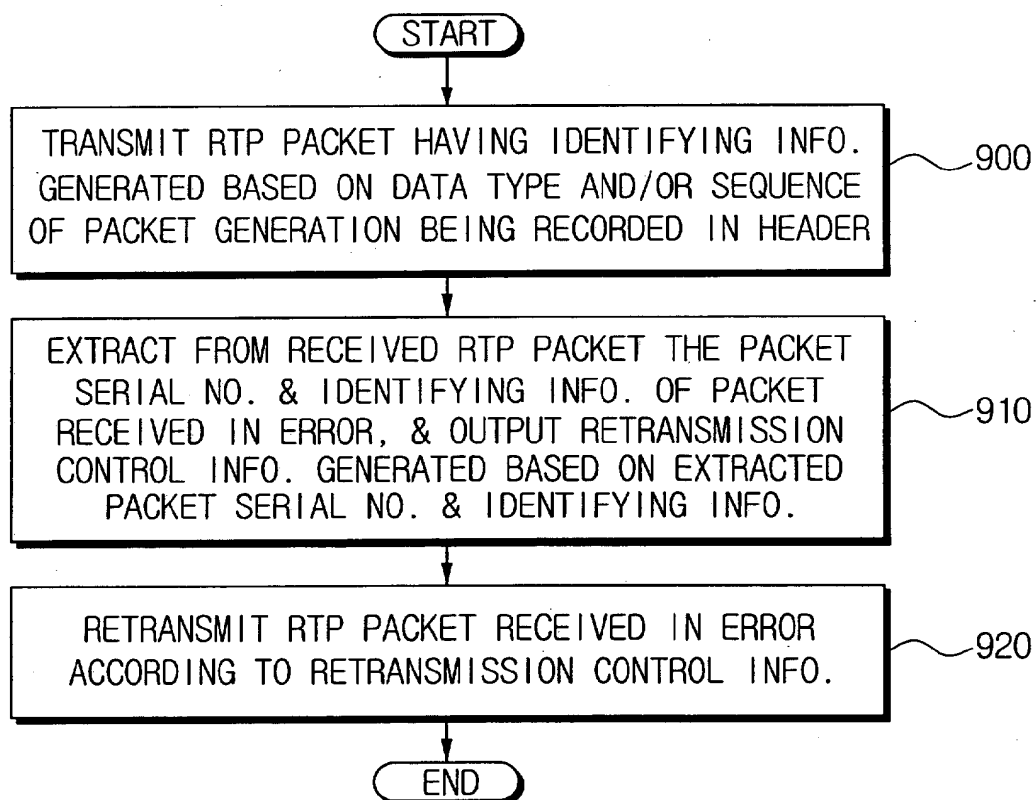 START
TRANSMIT RTP PACKET HAVING IDENTIFYING INFO.
GENERATED BASED ON DATA TYPE AND/OR SEQUENCE
OF PACKET GENERATION BEING RECORDED IN HEADER
900
EXTRACT FROM RECEIVED RTP PACKET THE PACKET
SERIAL NO. & IDENTIFYING INFO. OF PACKET
RECEIVED IN ERROR, & OUTPUT RETRANSMISSION
CONTROL INFO. GENERATED BASED ON EXTRACTED
PACKET SERIAL NO. & IDENTIFYING INFO.
910
RETRANSMIT RTP PACKET RECEIVED IN ERROR
ACCORDING TO RETRANSMISSION CONTROL INFO.
920
END